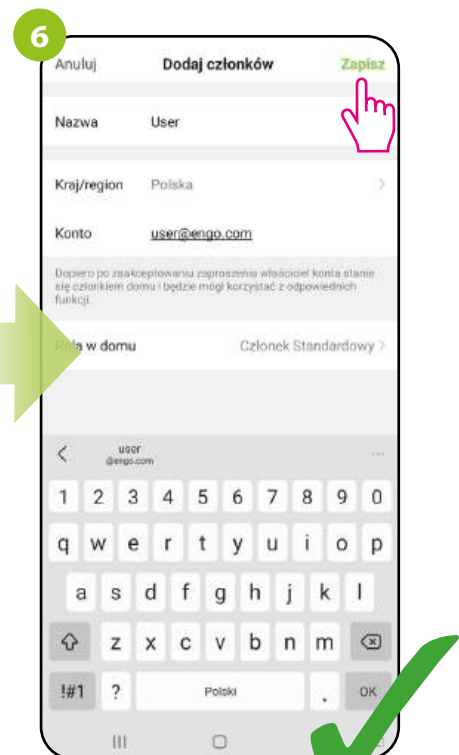 6
Anuluj Dodaj członków Zapisz
Nazwa User
Kraj/region Polska
Konto user@engo.com
Dopiero po zaakceptowaniu zaproszenia właściciel konta stanie
się członkiem domu i będzie mógł korzystać z odpowiednich
funkcji.
Rola w domu Członek Standardowy
user
@engo.com
1 2 3 4 5 6 7 8 9 0
q w e r t y u i o p
a s d f g h j k l
z x c v b n m
!#1 ? Polski . OK